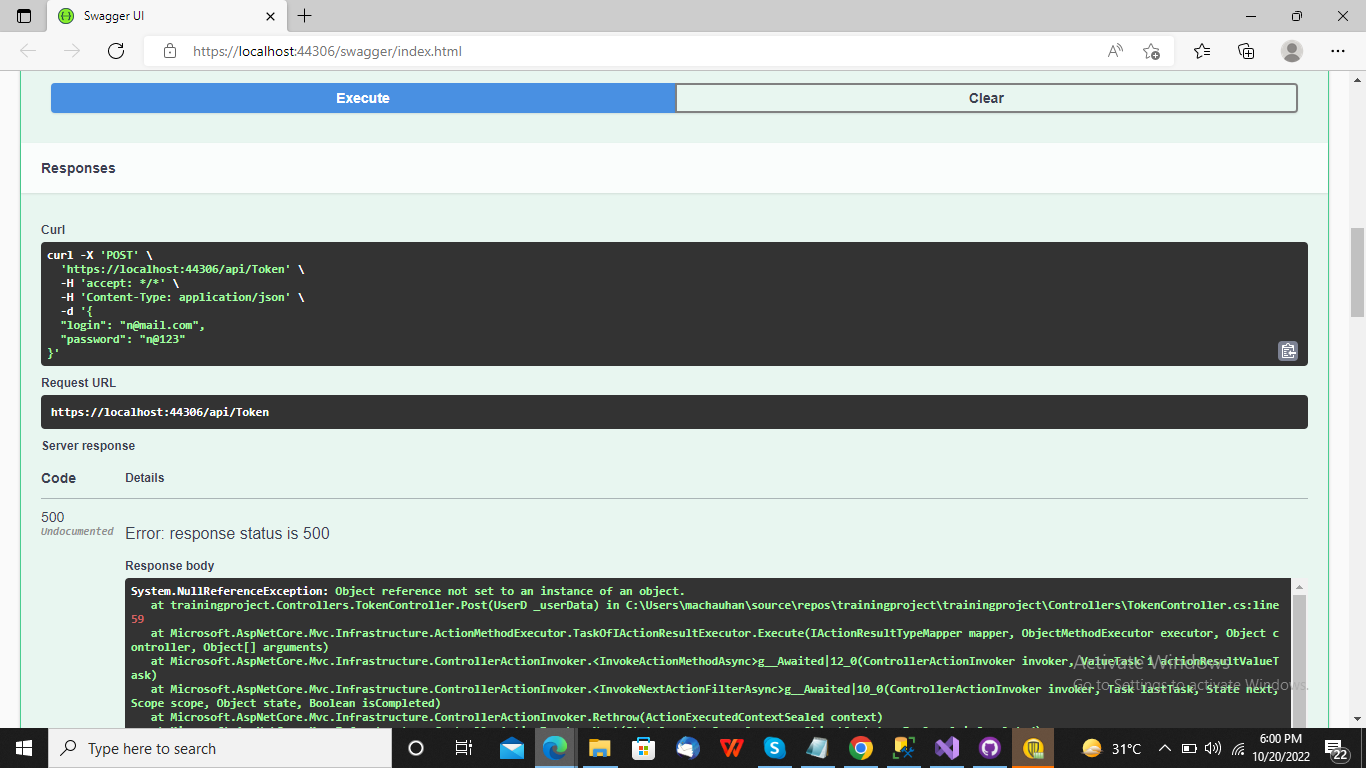 Swagger UI
https://localhost:44306/swagger/index.html
Execute
Clear
Responses
Curl
curl -X 'POST' \
'https://localhost:44306/api/Token' \
-H 'accept: */*' \
-H 'Content-Type: application/json' \
-d '{
"login": "n@mail.com",
"password": "n@123"
}'
Request URL
https://localhost:44306/api/Token
Server response
Code
Details
500
Undocumented
Error: response status is 500
Response body
System.NullReferenceException: Object reference not set to an instance of an object.
at trainingproject.Controllers.TokenController.Post(UserD _userData) in C:\Users\machauhan\source\repos\trainingproject\trainingproject\Controllers\TokenController.cs:line
59
at Microsoft.AspNetCore.Mvc.Infrastructure.ActionMethodExecutor.TaskOfIActionResultExecutor.Execute(IActionResultTypeMapper mapper, ObjectMethodExecutor executor, Object c
ontroller, Object[] arguments)
at Microsoft.AspNetCore.Mvc.Infrastructure.ControllerActionInvoker.<InvokeActionMethodAsync>g__Awaited|12_0(ControllerActionInvoker invoker, ValueTask`1 actionResultValueT
ask)
at Microsoft.AspNetCore.Mvc.Infrastructure.ControllerActionInvoker.<InvokeNextActionFilterAsync>g__Awaited|10_0(ControllerActionInvoker invoker, Task lastTask, State next,
Scope scope, Object state, Boolean isCompleted)
at Microsoft.AspNetCore.Mvc.Infrastructure.ControllerActionInvoker.Rethrow(ActionExecutedContextSealed context)
Activate Windows
Go to Settings to activate Windows.
Type here to search
31°C
6:00 PM
10/20/2022
22